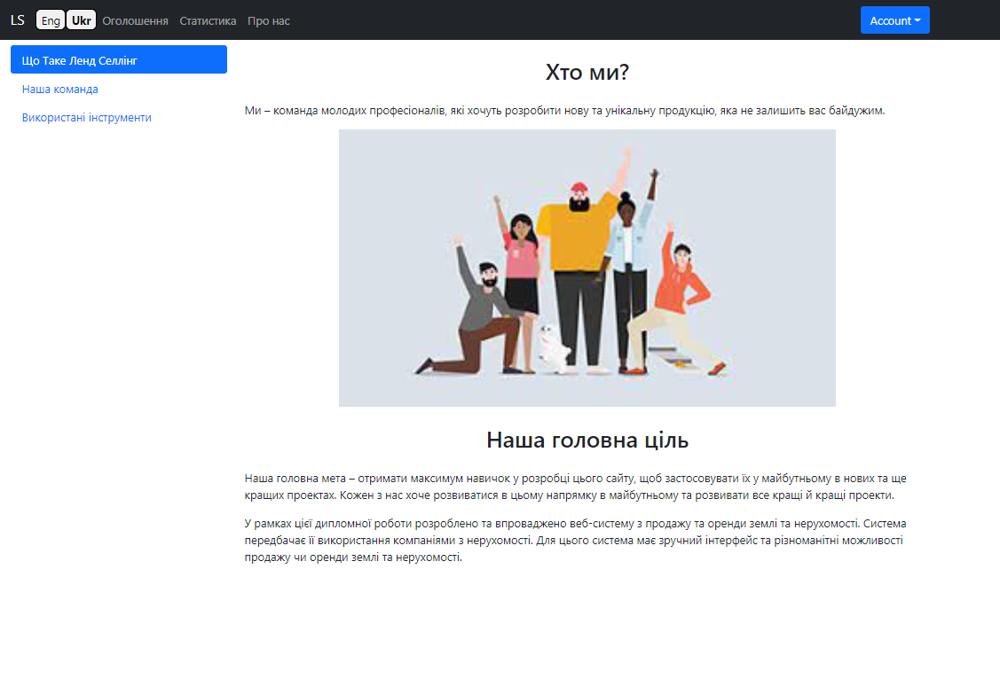 LS Eng Ukr Оголошення Статистика Про нас Account
Що Таке Ленд Селлінг
Наша команда
Використані інструменти
Хто ми?
Ми – команда молодих професіоналів, які хочуть розробити нову та унікальну продукцію, яка не залишить вас байдужим.
Наша головна ціль
Наша головна мета – отримати максимум навичок у розробці цього сайту, щоб застосовувати їх у майбутньому в нових та ще
кращих проектах. Кожен з нас хоче розвиватися в цьому напрямку в майбутньому та розвивати все кращі й кращі проекти.
У рамках цієї дипломної роботи розроблено та впроваджено веб-систему з продажу та оренди землі та нерухомості. Система
передбачає її використання компаніями з нерухомості. Для цього система має зручний інтерфейс та різноманітні можливості
продажу чи оренди землі та нерухомості.